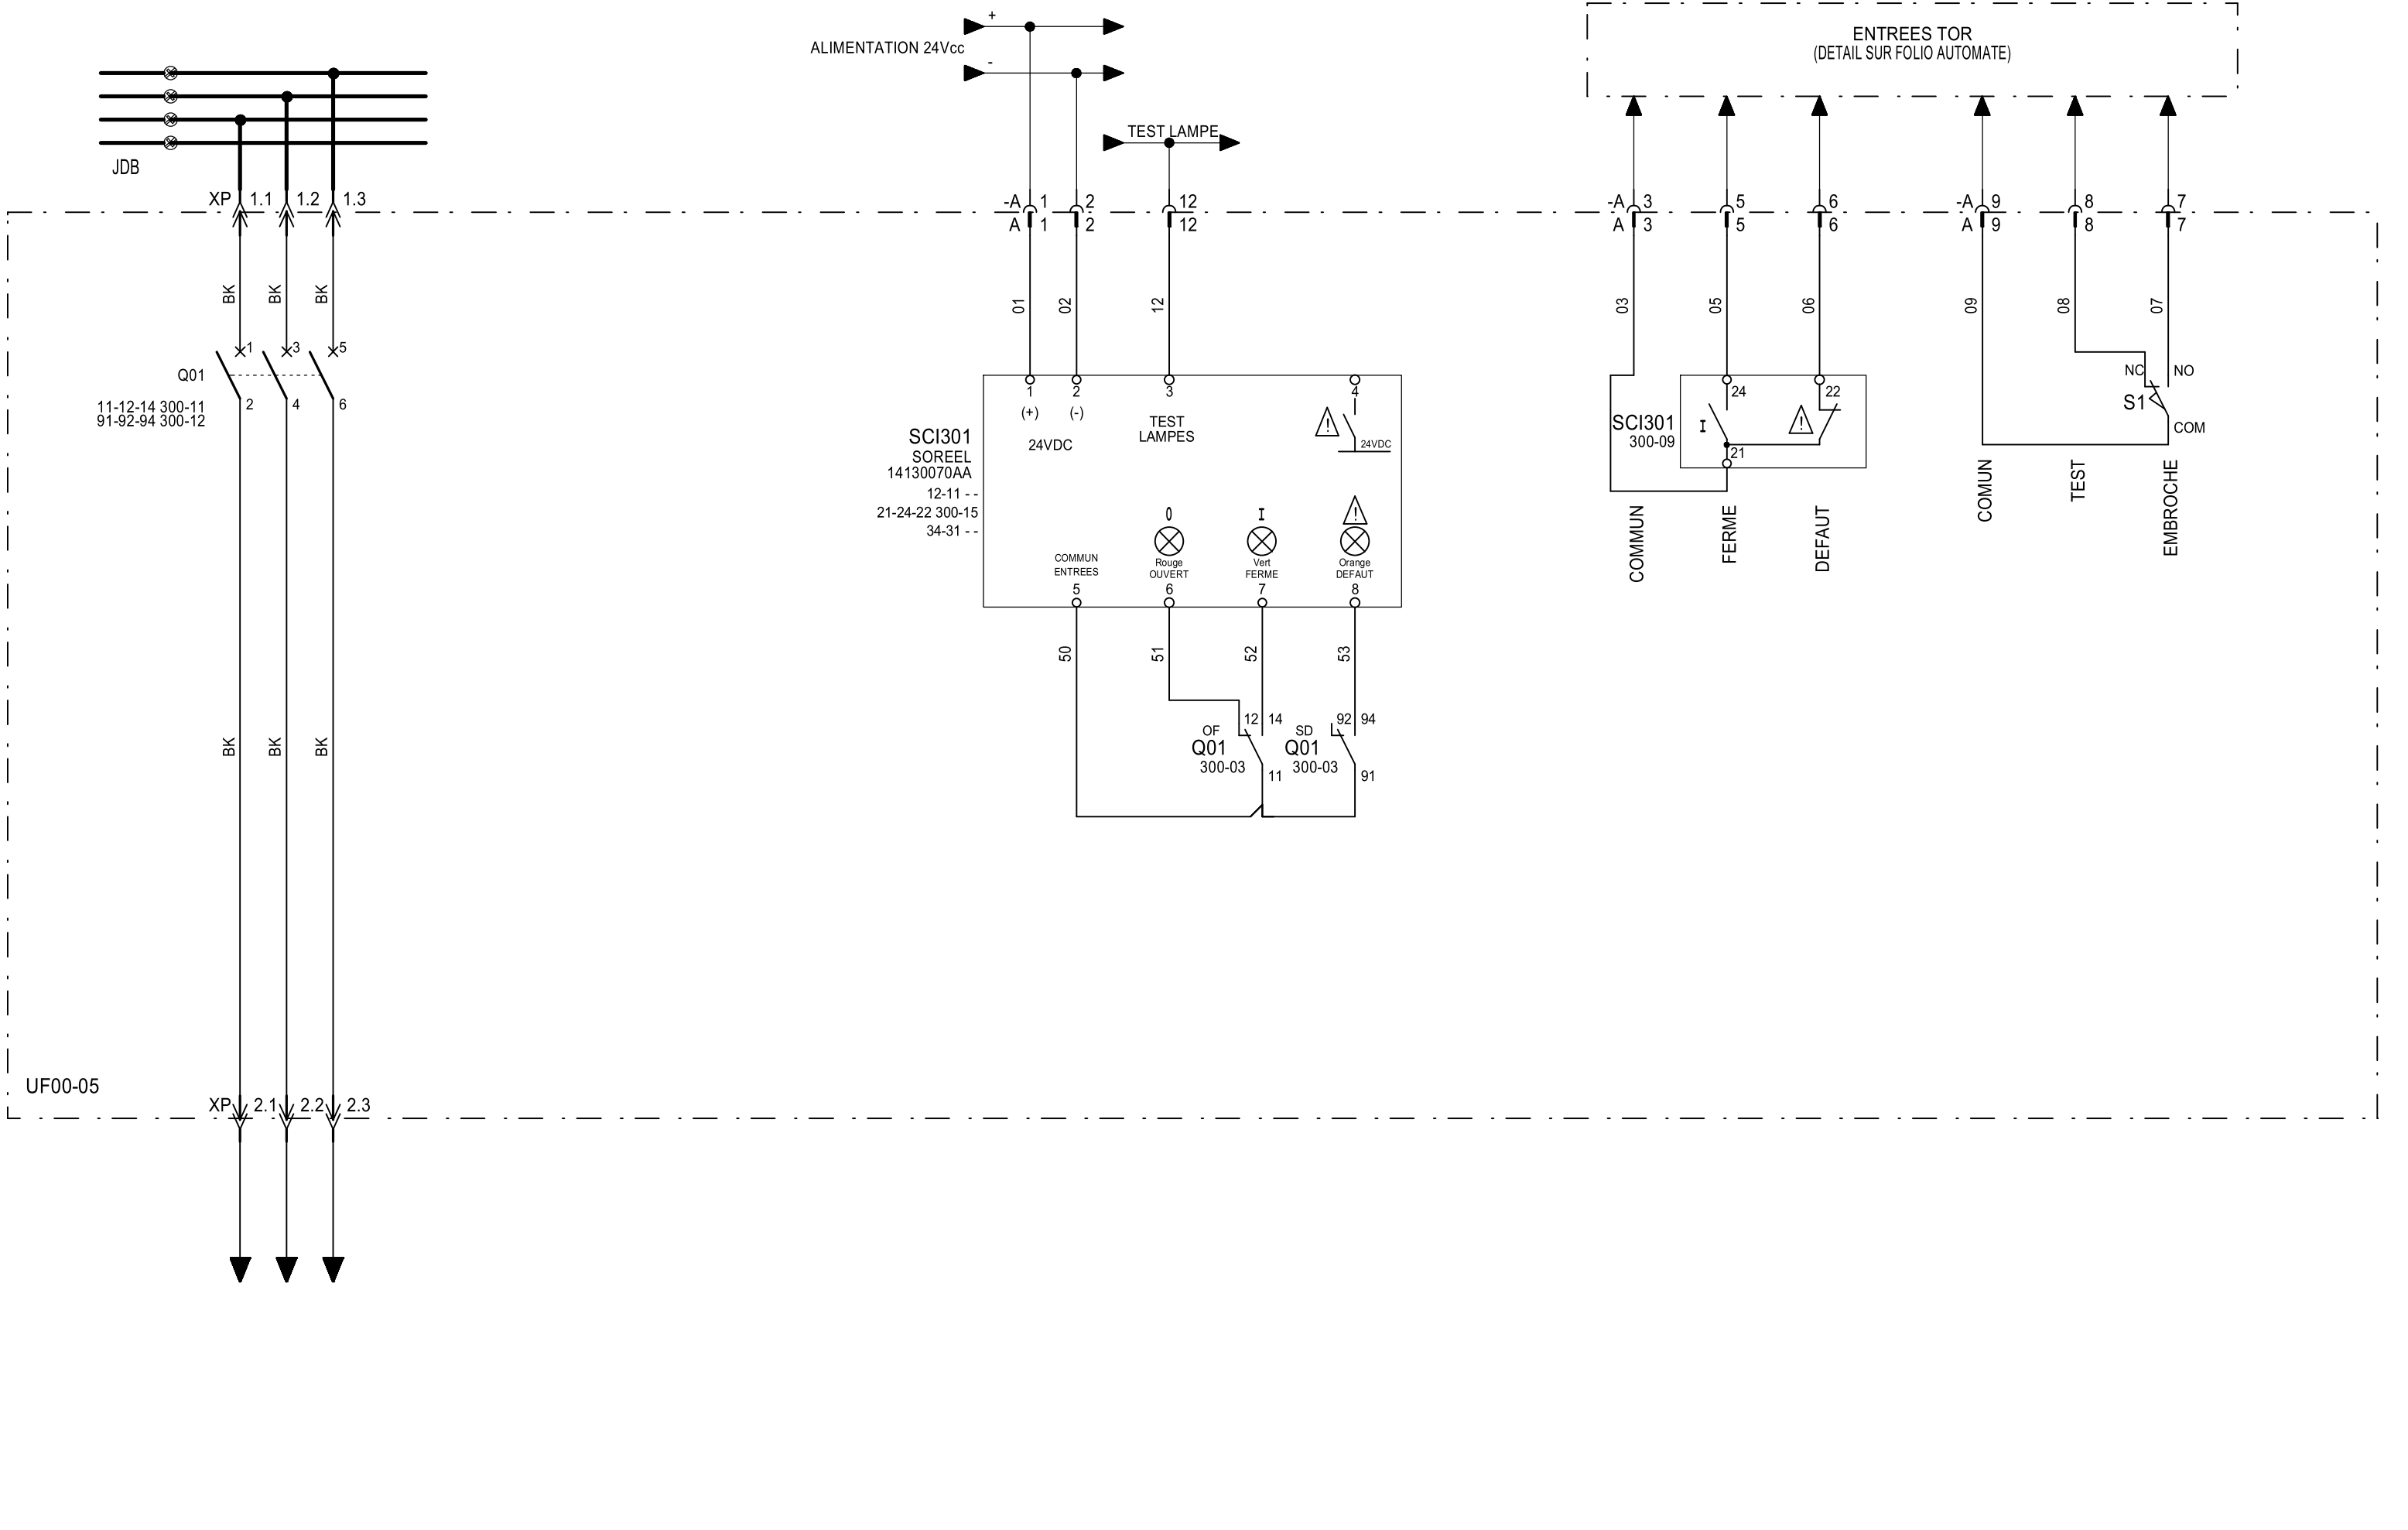 +
ALIMENTATION 24Vcc
-
ENTREES TOR
(DETAIL SUR FOLIO AUTOMATE)
TEST LAMPE
JDB
XP 1.1 1.2 1.3
-A 1 2 12
A 1 2 12
-A 3 5 6
A 3 5 6
-A 9 8 7
A 9 8 7
BK BK BK
01 02 12
03 05 06
09 08 07
1 3 5
Q01
2 4 6
11-12-14 300-11
91-92-94 300-12
1 2 3 4
(+) (-)
TEST
LAMPES
24VDC
! 24VDC
SCI301
SOREEL
14130070AA
12-11 - -
21-24-22 300-15
34-31 - -
0 I !
COMMUN
ENTREES
Rouge
OUVERT
Vert
FERME
Orange
DEFAUT
5 6 7 8
24 22
SCI301
300-09
I !
21
COMMUN
FERME
DEFAUT
NC NO
S1
COM
COMUN
TEST
EMBROCHE
50 51 52 53
12 14
OF
Q01
300-03
11
92 94
SD
Q01
300-03
91
BK BK BK
UF00-05
XP 2.1 2.2 2.3